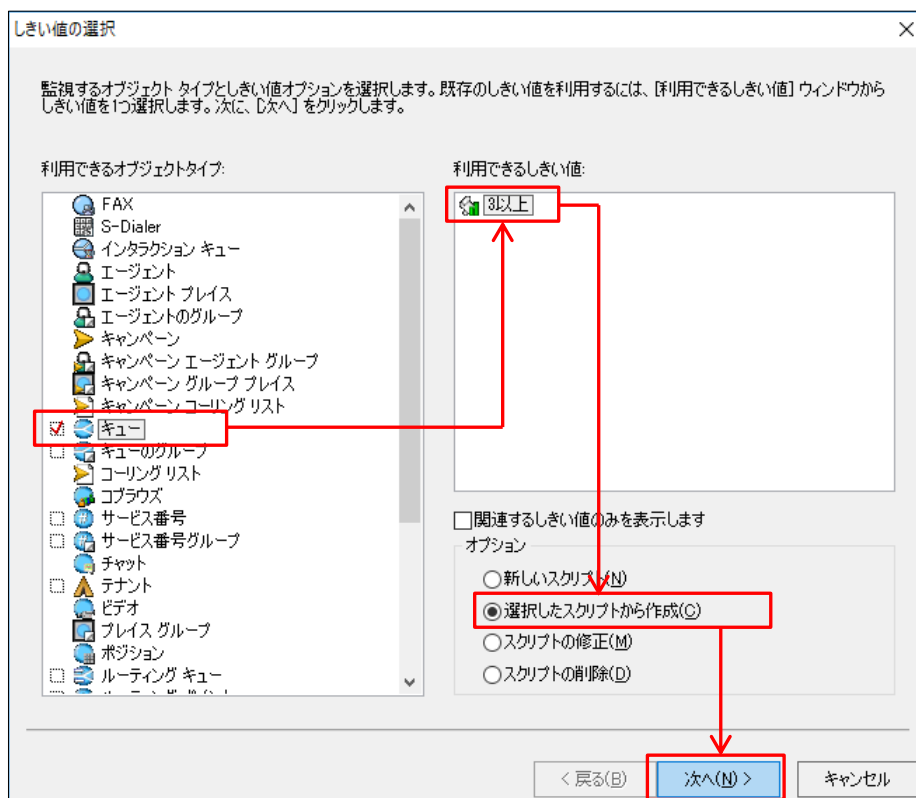 しきい値の選択
監視するオブジェクト タイプとしきい値オプションを選択します。既存のしきい値を利用するには、[利用できるしきい値] ウィンドウから
しきい値を1つ選択します。次に、[次へ] をクリックします。
利用できるオブジェクトタイプ:
FAX
S-Dialer
インタラクション キュー
エージェント
エージェント プレイス
エージェントのグループ
キャンペーン
キャンペーン エージェント グループ
キャンペーン グループ プレイス
キャンペーン コーリング リスト
キュー
キューのグループ
コーリング リスト
コブラウズ
サービス番号
サービス番号グループ
チャット
テナント
ビデオ
プレイス グループ
ポジション
ルーティング キュー
利用できるしきい値:
3以上
関連するしきい値のみを表示します
オプション
新しいスクリプト(N)
選択したスクリプトから作成(C)
スクリプトの修正(M)
スクリプトの削除(D)
< 戻る(B)
次へ(N) >
キャンセル